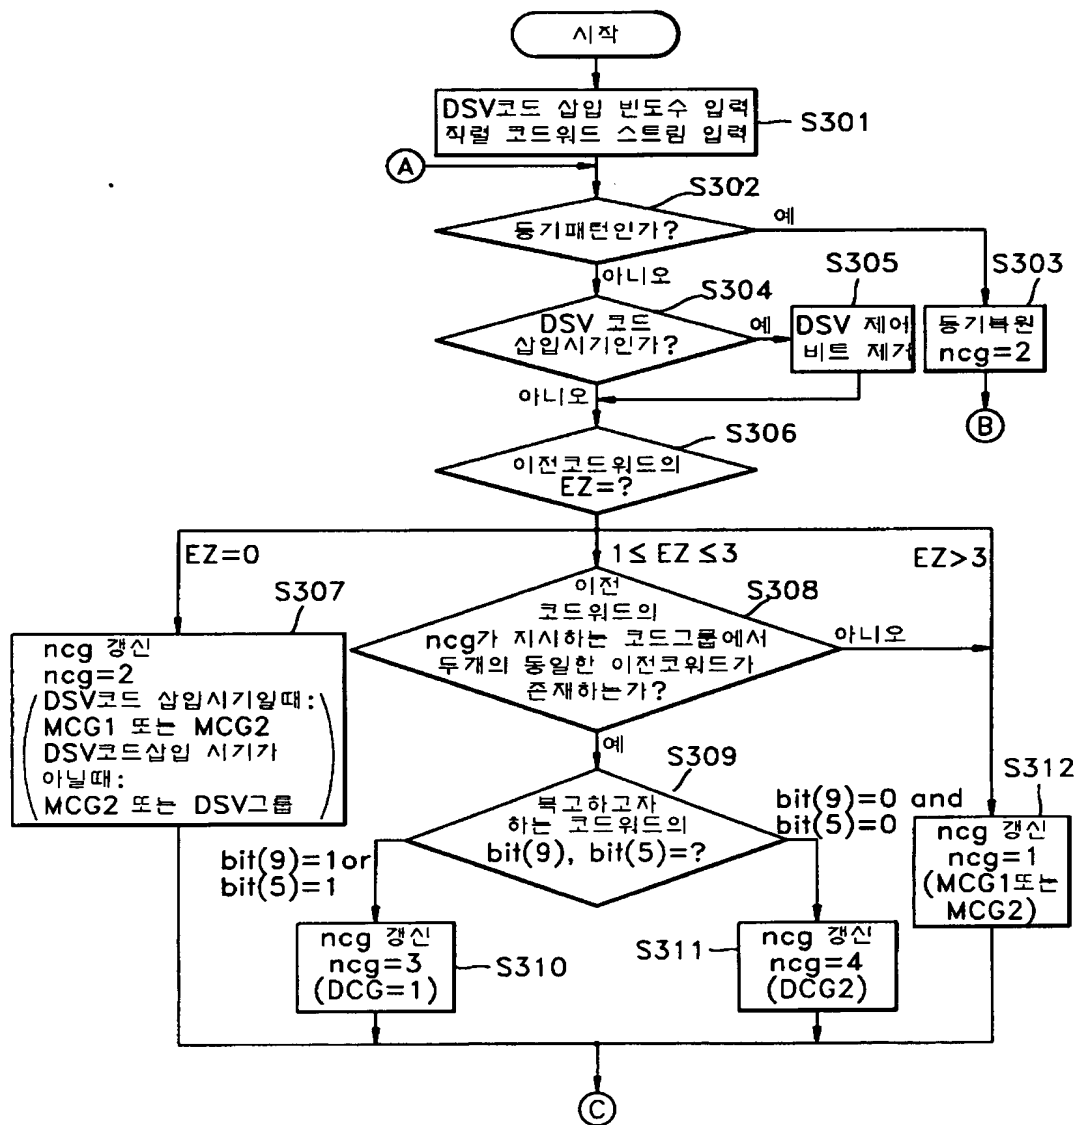 시작
DSV코드 삽입 빈도수 입력
직렬 코드워드 스트림 입력
S301
A
S302
동기패턴인가?
예
아니오
S304
DSV 코드
삽입시기인가?
예
S305
DSV 제어
비트 제거
S303
동기복원
ncg=2
B
아니오
S306
이전코드워드의
EZ=?
EZ=0
1≤ EZ ≤3
EZ>3
S307
ncg 갱신
ncg=2
DSV코드 삽입시기일때:
MCG1 또는 MCG2
DSV코드삽입 시기가
아닐때:
MCG2 또는 DSV그룹
S308
이전
코드워드의
ncg가 지시하는 코드그룹에서
두개의 동일한 이전코워드가
존재하는가?
아니오
예
S309
복고하고자
하는 코드워드의
bit(9), bit(5)=?
bit(9)=1or
bit(5)=1
bit(9)=0 and
bit(5)=0
S310
ncg 갱신
ncg=3
(DCG=1)
S311
ncg 갱신
ncg=4
(DCG2)
S312
ncg 갱신
ncg=1
(MCG1또는
MCG2)
C